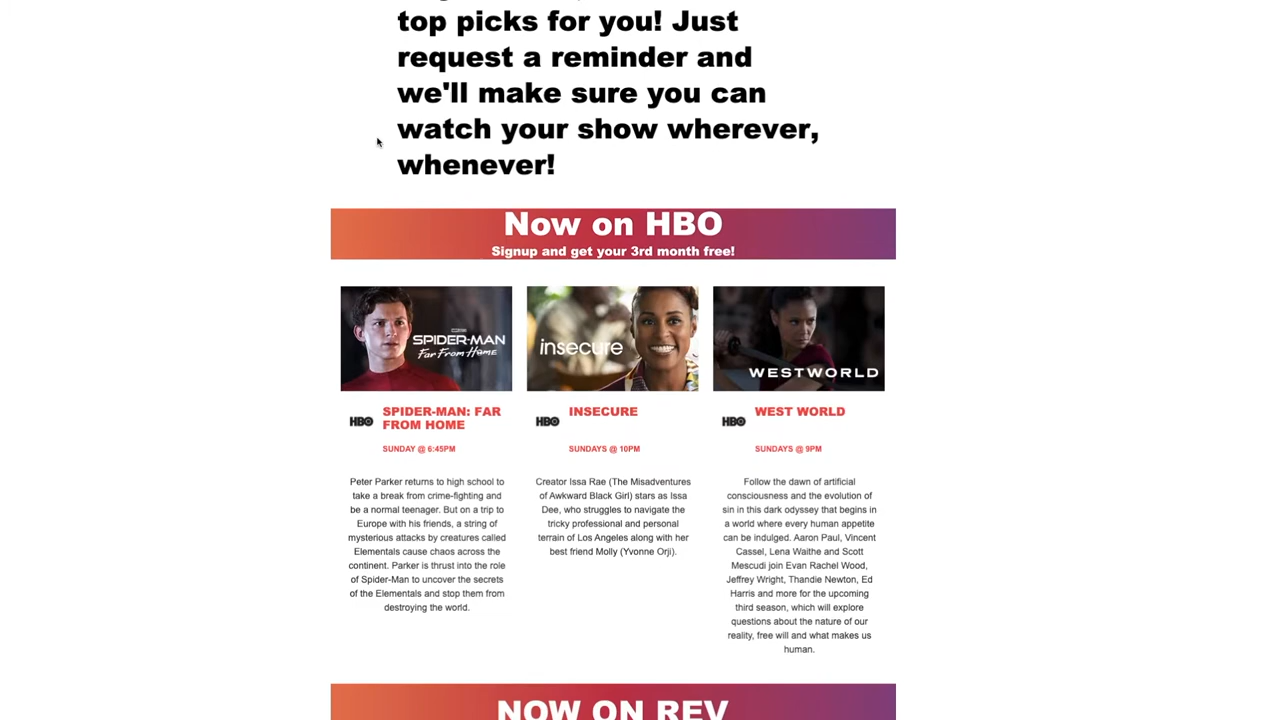 top picks for you! Just
request a reminder and
we'll make sure you can
watch your show wherever,
whenever!
Now on HBO
Signup and get your 3rd month free!
SPIDER-MAN
Far From Home
insecure
WESTWORLD
HBO
SPIDER-MAN: FAR
FROM HOME
SUNDAY @ 6:45PM
HBO
INSECURE
SUNDAYS @ 10PM
HBO
WEST WORLD
SUNDAYS @ 9PM
Peter Parker returns to high school to
take a break from crime-fighting and
be a normal teenager. But on a trip to
Europe with his friends, a string of
mysterious attacks by creatures called
Elementals cause chaos across the
continent. Parker is thrust into the role
of Spider-Man to uncover the secrets
of the Elementals and stop them from
destroying the world.
Creator Issa Rae (The Misadventures
of Awkward Black Girl) stars as Issa
Dee, who struggles to navigate the
tricky professional and personal
terrain of Los Angeles along with her
best friend Molly (Yvonne Orji).
Follow the dawn of artificial
consciousness and the evolution of
sin in this dark odyssey that begins in
a world where every human appetite
can be indulged. Aaron Paul, Vincent
Cassel, Lena Waithe and Scott
Mescudi join Evan Rachel Wood,
Jeffrey Wright, Thandie Newton, Ed
Harris and more for the upcoming
third season, which will explore
questions about the nature of our
reality, free will and what makes us
human.
NOW ON REV